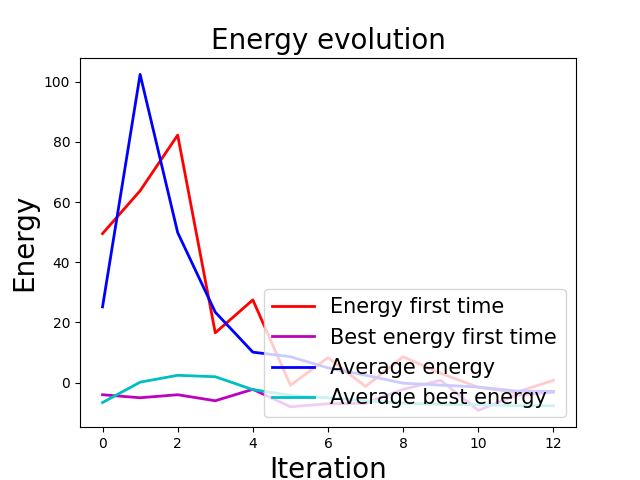 Energy evolution
Energy
100
80
60
40
20
0
Energy first time
Best energy first time
Average energy
Average best energy
0 2 4 6 8 10 12
Iteration